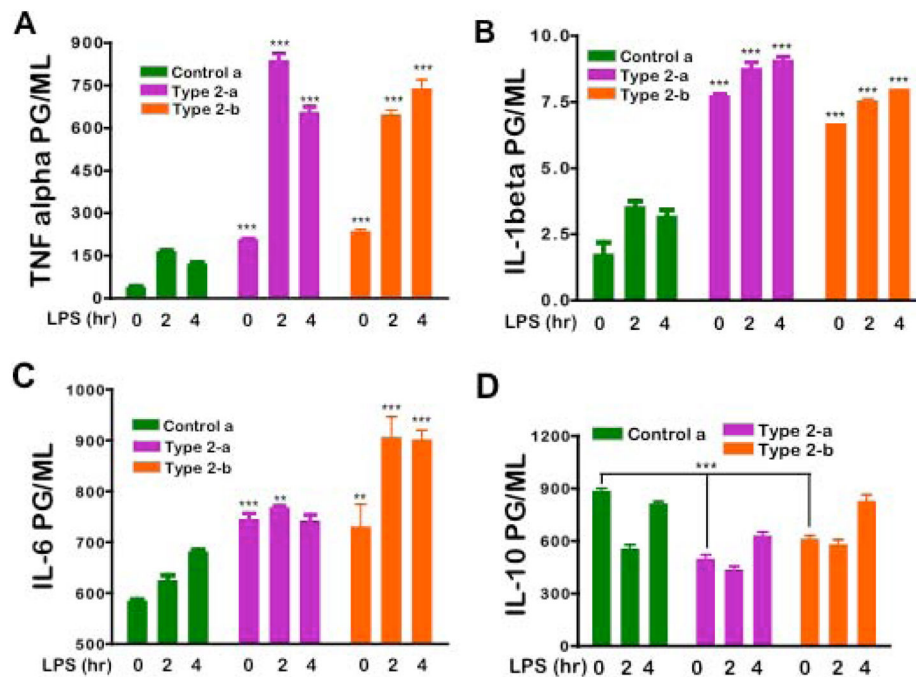 A
TNF alpha PG/ML
900
750
600
450
300
150
0
Control a
Type 2-a
Type 2-b
*** *** *** *** *** ***
LPS (hr) 0 2 4 0 2 4 0 2 4
B
IL-1beta PG/ML
10.0
7.5
5.0
2.5
0.0
Control a
Type 2-a
Type 2-b
*** *** *** *** *** ***
LPS (hr) 0 2 4 0 2 4 0 2 4
C
IL-6 PG/ML
1000
900
800
700
600
500
Control a
Type 2-a
Type 2-b
*** ** ** *** ***
LPS (hr) 0 2 4 0 2 4 0 2 4
D
IL-10 PG/ML
1200
900
600
300
0
Control a
Type 2-a
Type 2-b
***
LPS (hr) 0 2 4 0 2 4 0 2 4